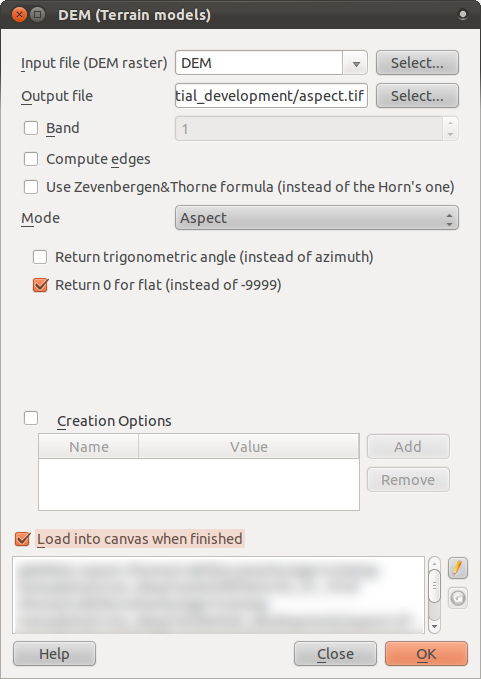 DEM (Terrain models)
Input file (DEM raster) DEM Select...
Output file tial_development/aspect.tif Select...
Band 1
Compute edges
Use Zevenbergen&Thorne formula (instead of the Horn's one)
Mode Aspect
Return trigonometric angle (instead of azimuth)
Return 0 for flat (instead of -9999)
Creation Options
Name Value Add
Remove
Load into canvas when finished
Help Close OK